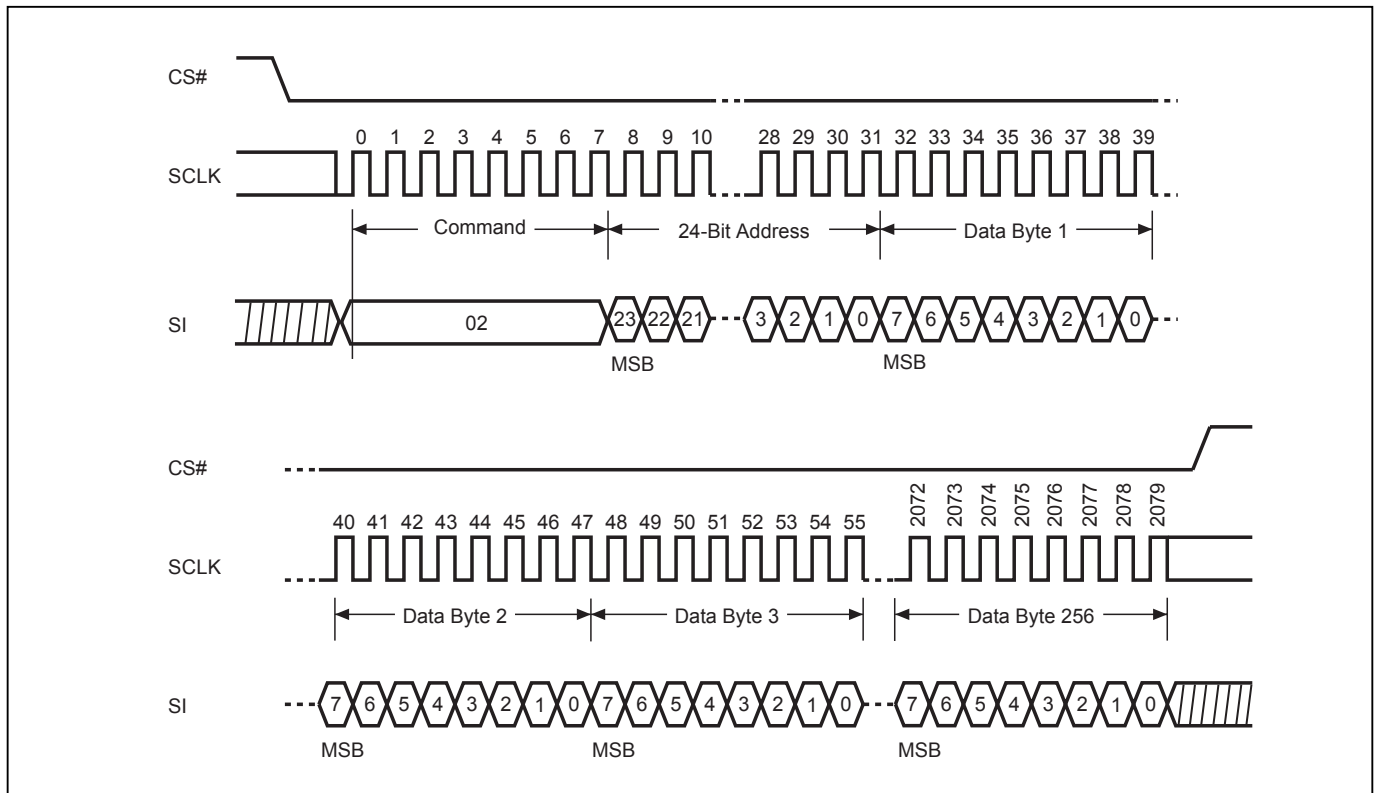 CS#
0 1 2 3 4 5 6 7 8 9 10 28 29 30 31 32 33 34 35 36 37 38 39
SCLK
Command 24-Bit Address Data Byte 1
SI 02 23 22 21 3 2 1 0 7 6 5 4 3 2 1 0
MSB MSB
CS#
40 41 42 43 44 45 46 47 48 49 50 51 52 53 54 55 2072 2073 2074 2075 2076 2077 2078 2079
SCLK
Data Byte 2 Data Byte 3 Data Byte 256
SI 7 6 5 4 3 2 1 0 7 6 5 4 3 2 1 0 7 6 5 4 3 2 1 0
MSB MSB MSB